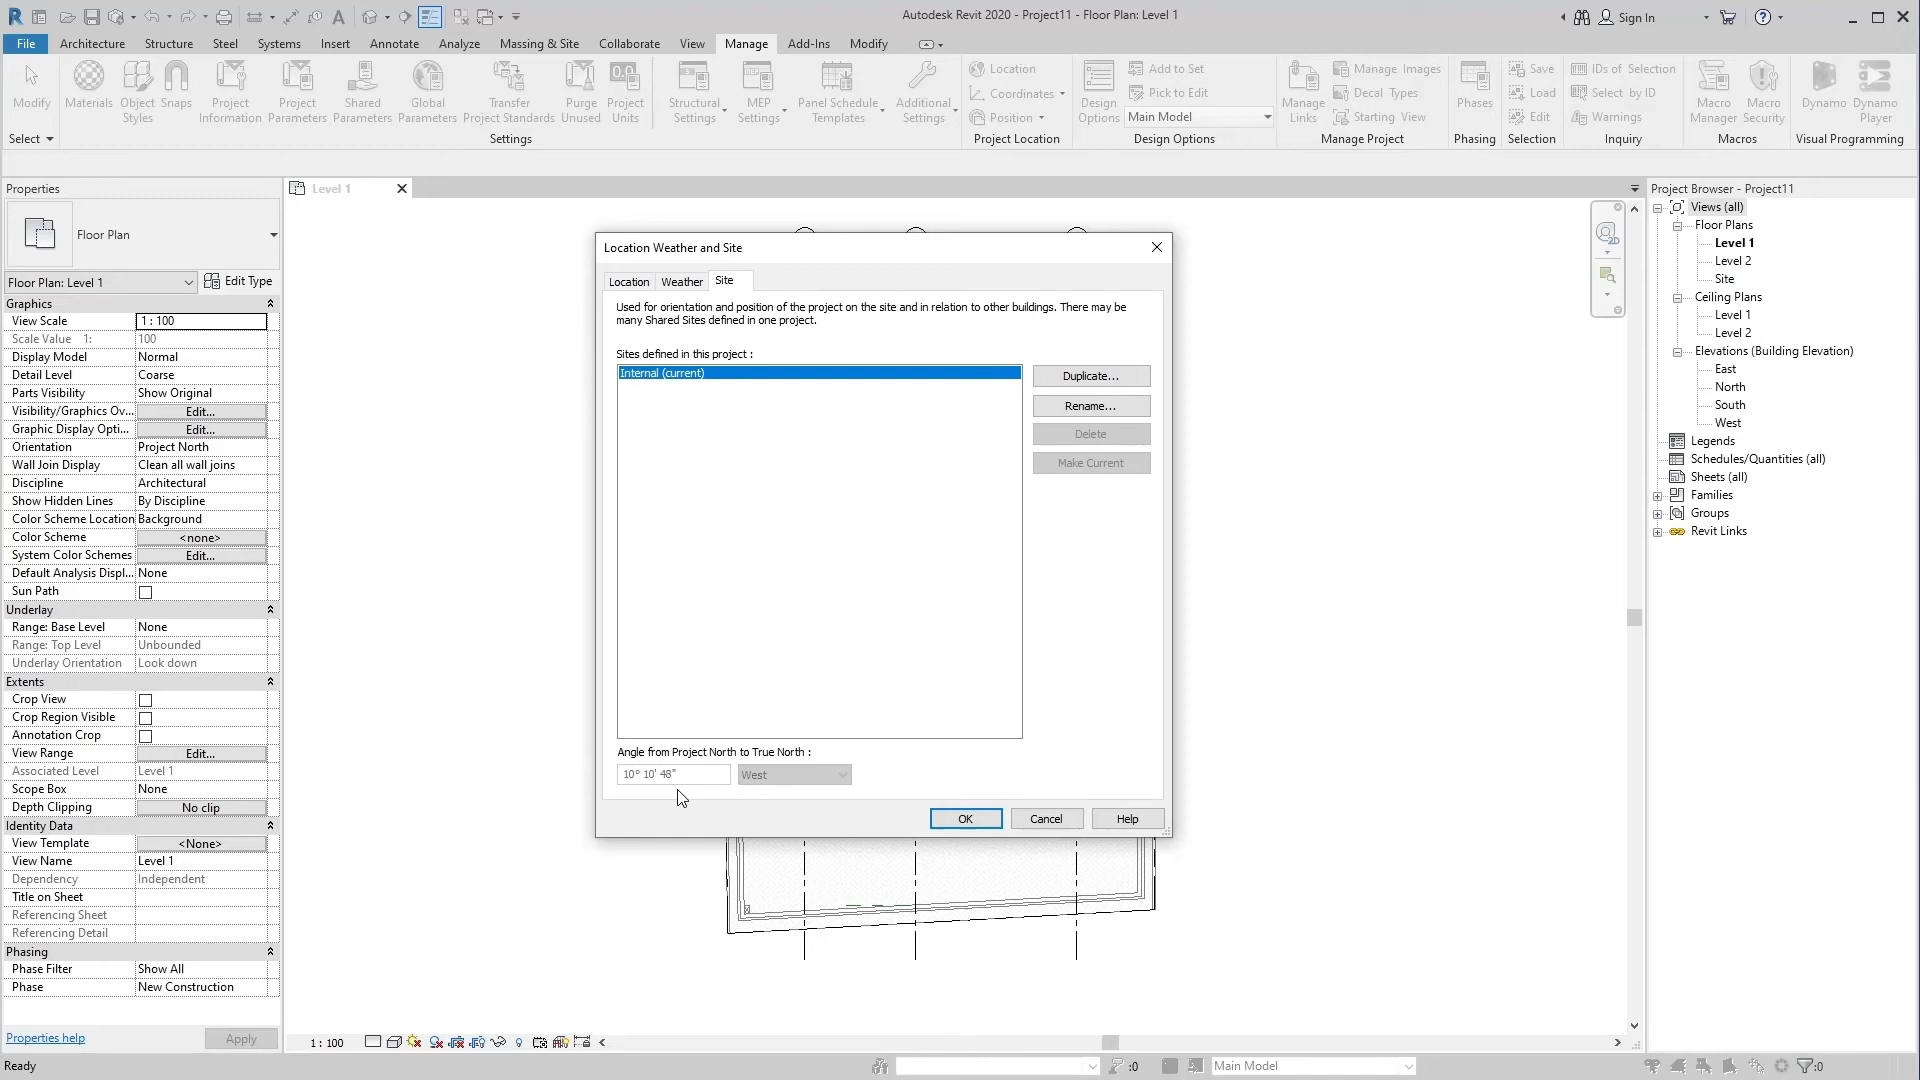 Autodesk Revit 2020 - Project11 - Floor Plan: Level 1
Sign In
File Architecture Structure Steel Systems Insert Annotate Analyze Massing & Site Collaborate View Manage Add-Ins Modify
Modify
Materials
Object Styles
Snaps
Project Information
Project Parameters
Shared Parameters
Global Parameters
Transfer Project Standards
Purge Unused
Project Units
Structural Settings
MEP Settings
Panel Schedule Templates
Additional Settings
Location
Coordinates
Position
Design Options
Add to Set
Pick to Edit
Main Model
Manage Links
Manage Images
Decal Types
Starting View
Phases
Save
Load
Edit
IDs of Selection
Select by ID
Warnings
Macro Manager
Macro Security
Dynamo
Dynamo Player
Select
Settings
Project Location
Design Options
Manage Project
Phasing
Selection
Inquiry
Macros
Visual Programming
Properties
Floor Plan
Floor Plan: Level 1
Edit Type
Graphics
View Scale 1 : 100
Scale Value 1: 100
Display Model Normal
Detail Level Coarse
Parts Visibility Show Original
Visibility/Graphics Ov... Edit...
Graphic Display Opti... Edit...
Orientation Project North
Wall Join Display Clean all wall joins
Discipline Architectural
Show Hidden Lines By Discipline
Color Scheme Location Background
Color Scheme <none>
System Color Schemes Edit...
Default Analysis Displ... None
Sun Path
Underlay
Range: Base Level None
Range: Top Level Unbounded
Underlay Orientation Look down
Extents
Crop View
Crop Region Visible
Annotation Crop
View Range Edit...
Associated Level Level 1
Scope Box None
Depth Clipping No clip
Identity Data
View Template <None>
View Name Level 1
Dependency Independent
Title on Sheet
Referencing Sheet
Referencing Detail
Phasing
Phase Filter Show All
Phase New Construction
Properties help
Apply
Ready
Level 1
Location Weather and Site
Location Weather Site
Used for orientation and position of the project on the site and in relation to other buildings. There may be
many Shared Sites defined in one project.
Sites defined in this project :
Internal (current)
Duplicate...
Rename...
Delete
Make Current
Angle from Project North to True North :
10° 10' 48" West
OK Cancel Help
2D
1 : 100
:0
Main Model
:0
Project Browser - Project11
Views (all)
Floor Plans
Level 1
Level 2
Site
Ceiling Plans
Level 1
Level 2
Elevations (Building Elevation)
East
North
South
West
Legends
Schedules/Quantities (all)
Sheets (all)
Families
Groups
Revit Links